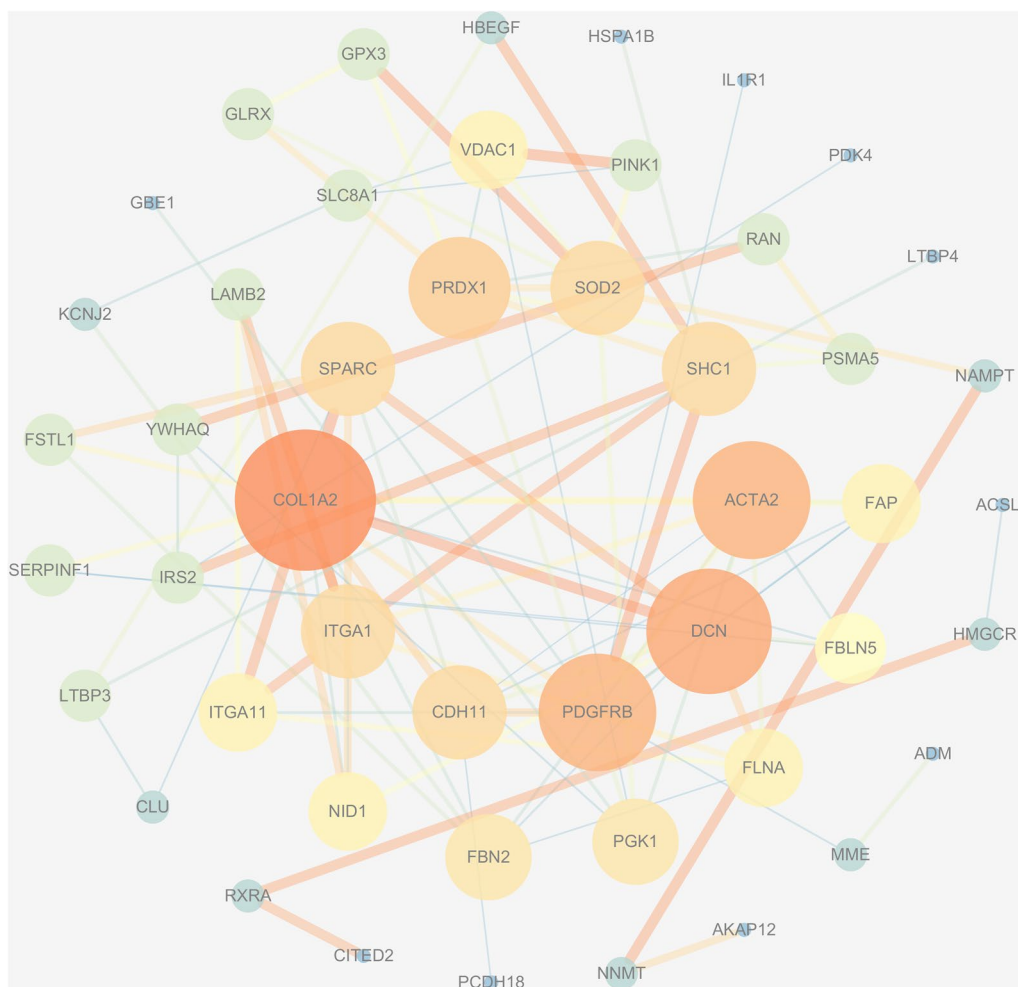 HBEGF
HSPA1B
GPX3
IL1R1
GLRX
VDAC1
PINK1
PDK4
SLC8A1
GBE1
RAN
LTBP4
PRDX1
SOD2
LAMB2
KCNJ2
SPARC
SHC1
PSMA5
NAMPT
FSTL1
YWHAQ
COL1A2
ACTA2
FAP
ACSL
SERPINF1
IRS2
ITGA1
DCN
HMGCR
FBLN5
LTBP3
ITGA11
CDH11
PDGFRB
ADM
FLNA
CLU
NID1
PGK1
FBN2
MME
RXRA
AKAP12
CITED2
NNMT
PCDH18